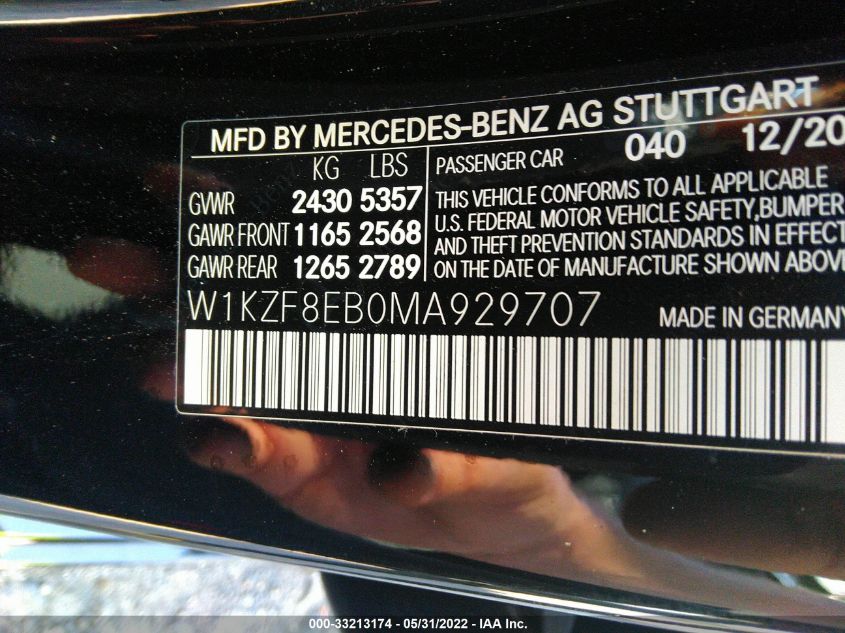 MFD BY MERCEDES-BENZ AG STUTTGART
KG LBS
GVWR 2430 5357
GAWR FRONT 1165 2568
GAWR REAR 1265 2789
PASSENGER CAR 040 12/20
THIS VEHICLE CONFORMS TO ALL APPLICABLE
U.S. FEDERAL MOTOR VEHICLE SAFETY, BUMPER
AND THEFT PREVENTION STANDARDS IN EFFECT
ON THE DATE OF MANUFACTURE SHOWN ABOVE
W1KZF8EB0MA929707 MADE IN GERMANY
000-33213174 - 05/31/2022 - IAA Inc.